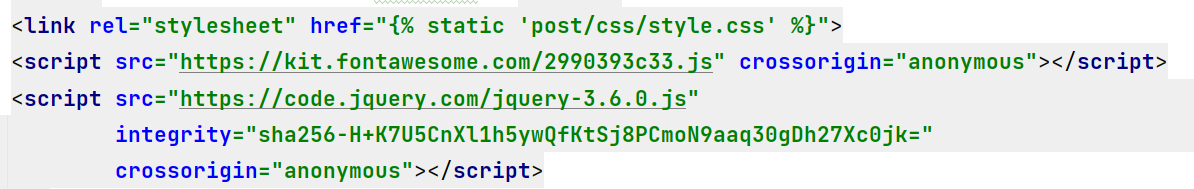 <link rel="stylesheet" href="{% static 'post/css/style.css' %}">
<script src="https://kit.fontawesome.com/2990393c33.js" crossorigin="anonymous"></script>
<script src="https://code.jquery.com/jquery-3.6.0.js"
integrity="sha256-H+K7U5CnXl1h5ywQfKtSj8PCmoN9aaq30gDh27Xc0jk="
crossorigin="anonymous"></script>